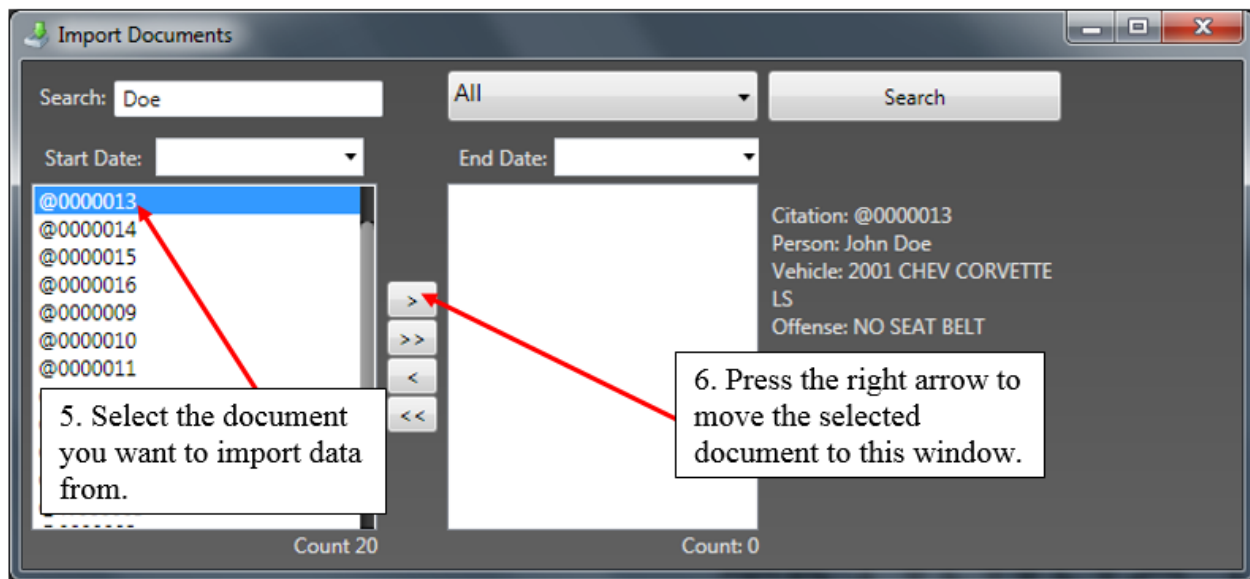 Import Documents
Search: Doe
All
Search
Start Date:
End Date:
@0000013
@0000014
@0000015
@0000016
@0000009
@0000010
@0000011
>
>>
<
<<
Citation: @0000013
Person: John Doe
Vehicle: 2001 CHEV CORVETTE
LS
Offense: NO SEAT BELT
5. Select the document
you want to import data
from.
6. Press the right arrow to
move the selected
document to this window.
Count 20
Count: 0